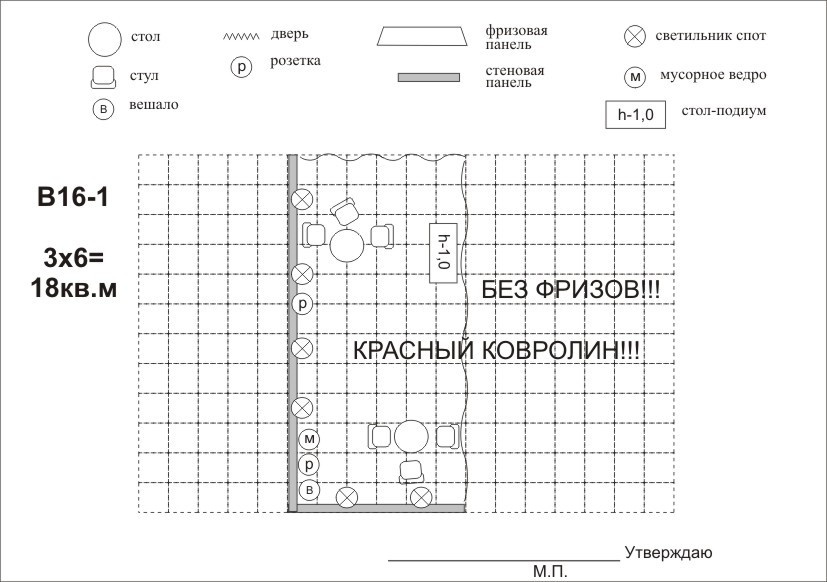 стол
дверь
фризовая
панель
светильник спот
стул
р
розетка
стеновая
панель
м
мусорное ведро
в
вешало
h-1,0
стол-подиум
В16-1
3х6=
18кв.м
h-1,0
БЕЗ ФРИЗОВ!!!
р
КРАСНЫЙ КОВРОЛИН!!!
м
р
в
Утверждаю
М.П.